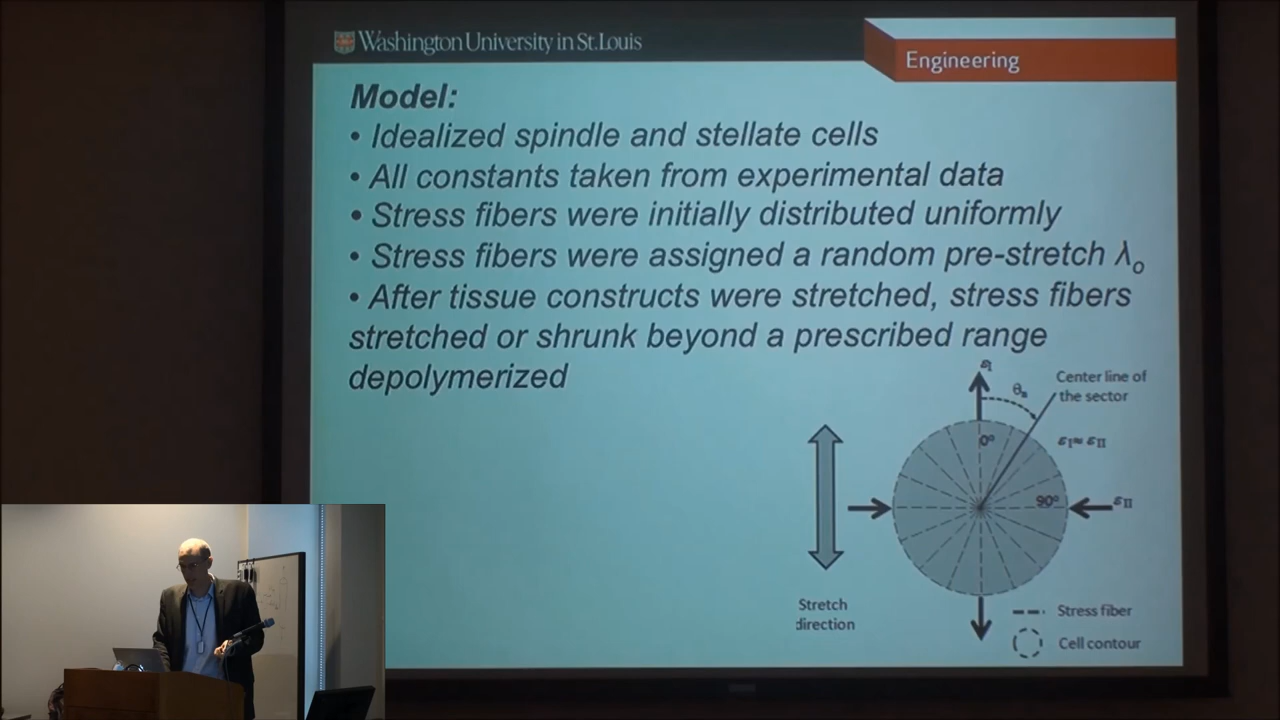 Washington University in St.Louis
Engineering
Model:
• Idealized spindle and stellate cells
• All constants taken from experimental data
• Stress fibers were initially distributed uniformly
• Stress fibers were assigned a random pre-stretch λo
• After tissue constructs were stretched, stress fibers
stretched or shrunk beyond a prescribed range
depolymerized
εI
θn
Center line of
the sector
0°
εI≈ εII
90°
εII
Stretch
direction
Stress fiber
Cell contour